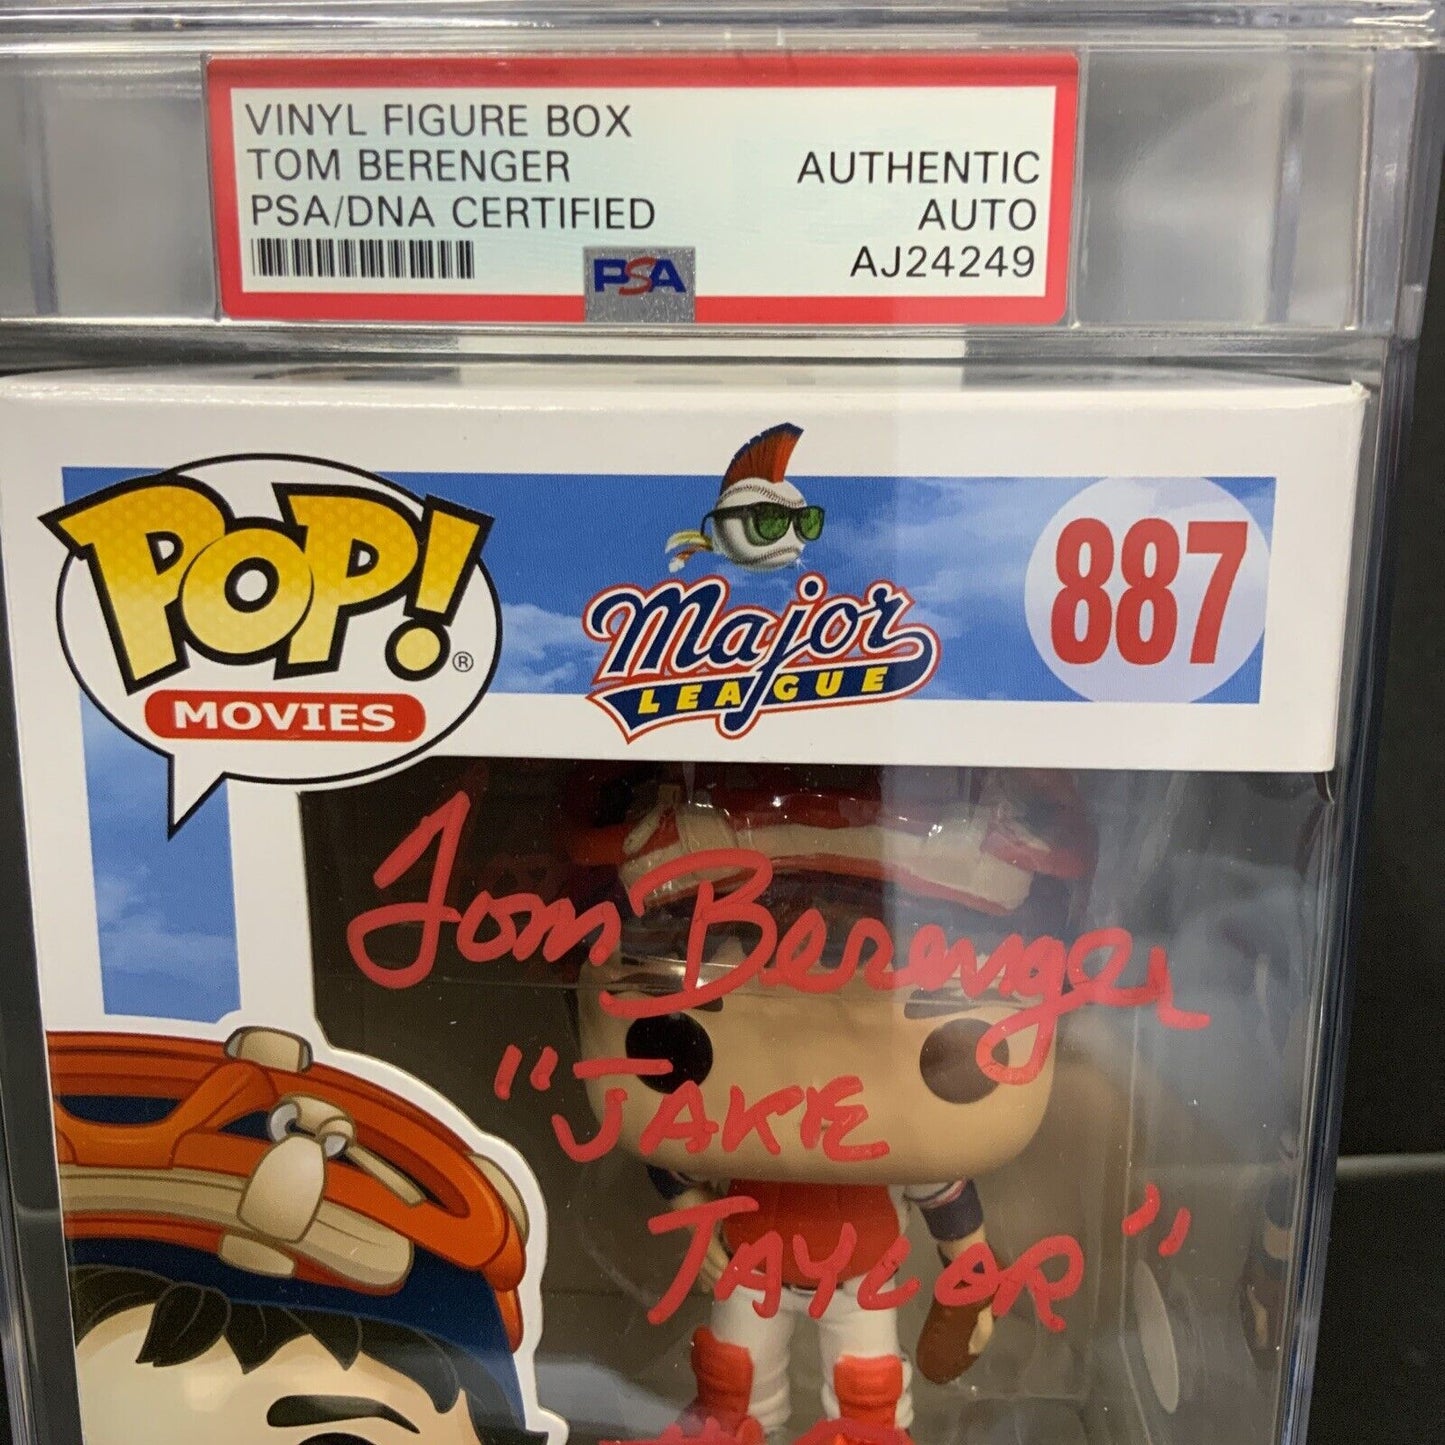 VINYL FIGURE BOX
TOM BERENGER
PSA/DNA CERTIFIED
AUTHENTIC
AUTO
AJ24249
PSA
POP!®
MOVIES
Major
LEAGUE
887
Tom Berenger
"JAKE
TAYLOR"